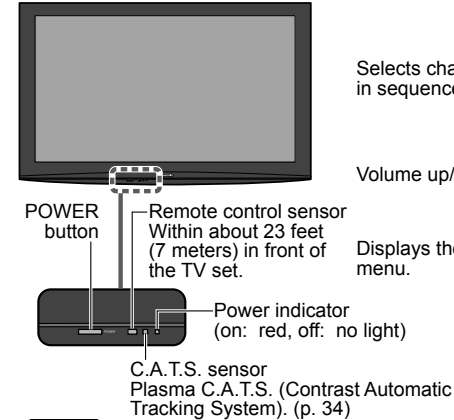 Selects cha
in sequence
Volume up/
POWER
button
Remote control sensor
Within about 23 feet
(7 meters) in front of
the TV set.
Displays the
menu.
Power indicator
(on: red, off: no light)
C.A.T.S. sensor
Plasma C.A.T.S. (Contrast Automatic
Tracking System). (p. 34)